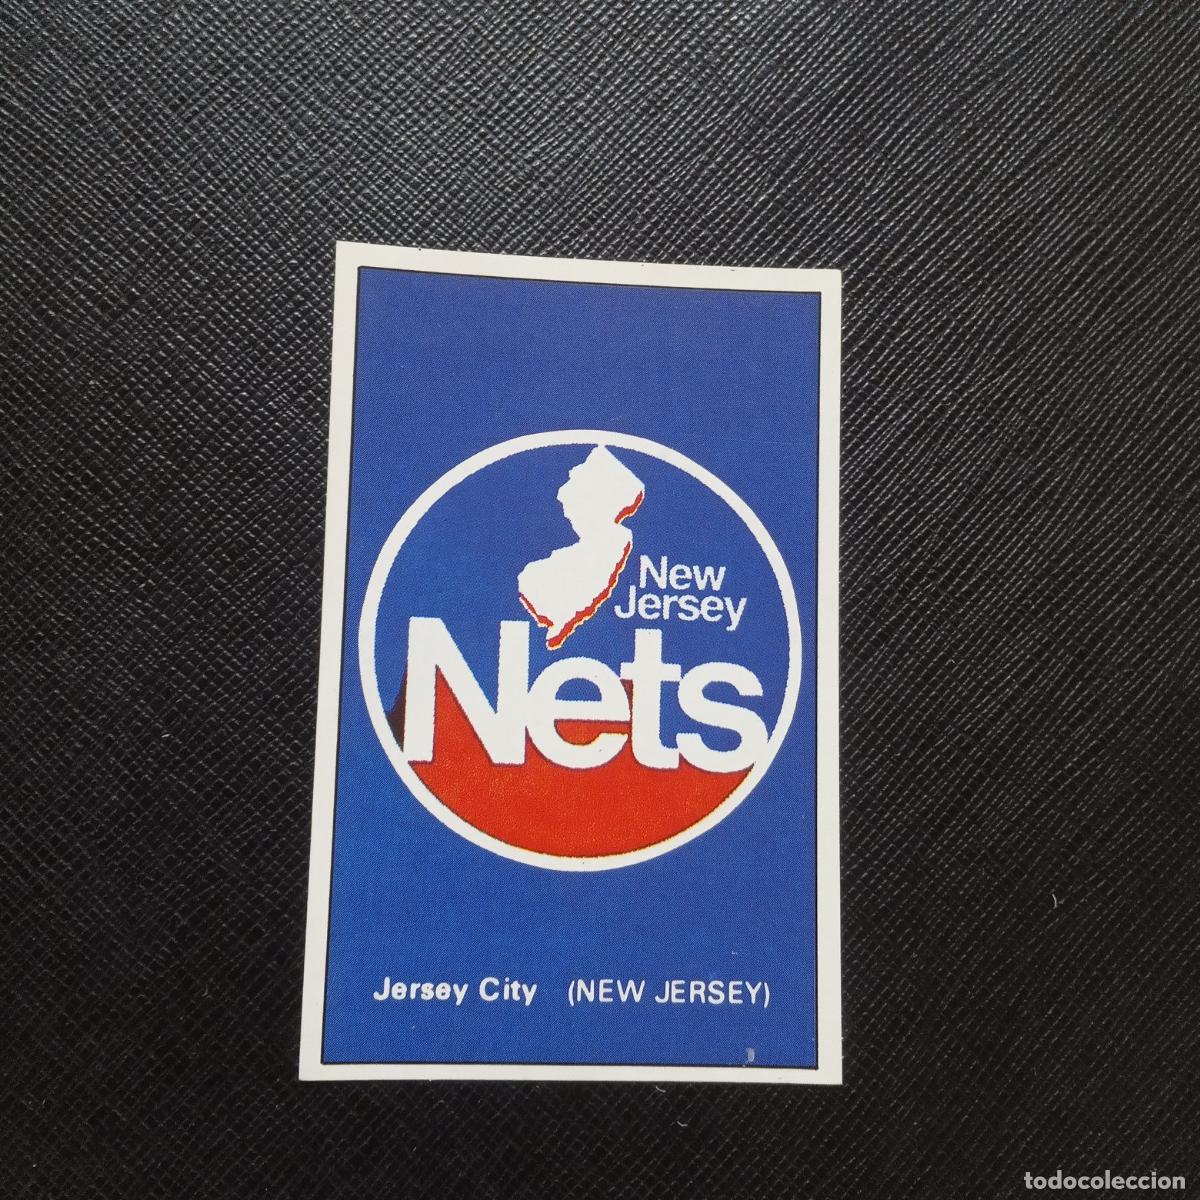 New
Jersey
Nets
Jersey City (NEW JERSEY)
todocoleccion